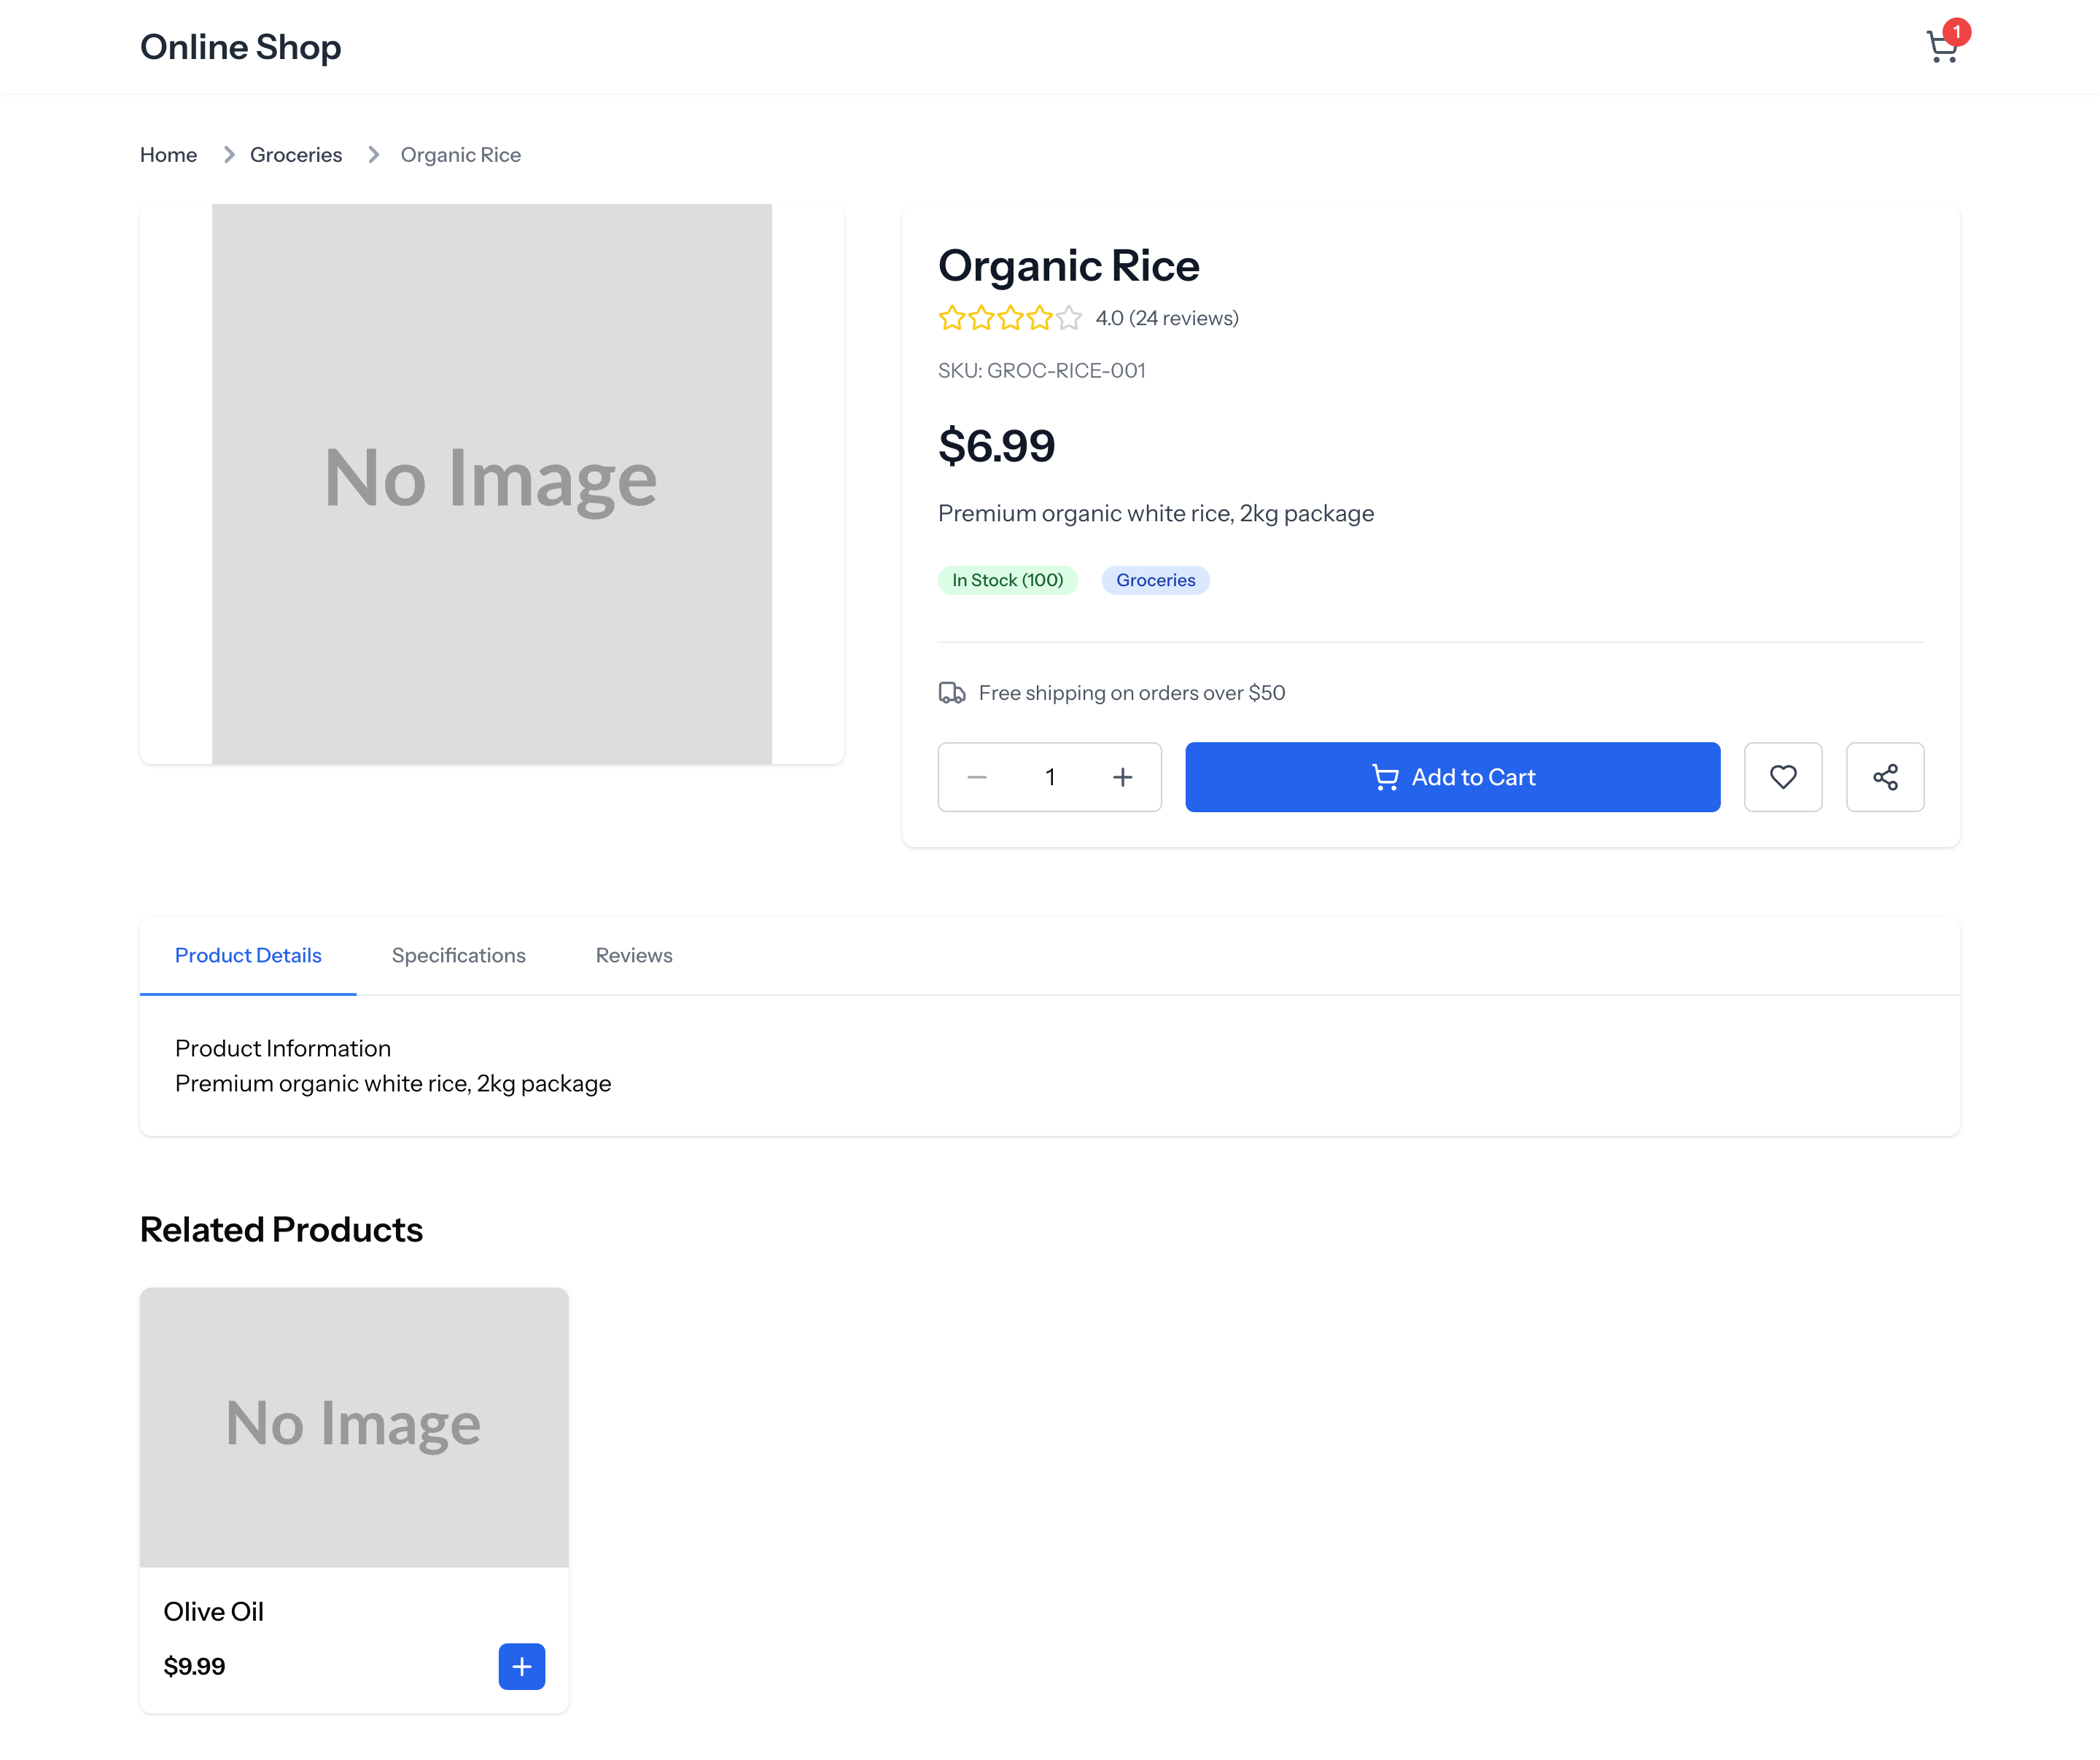 Online Shop
1
Home
Groceries
Organic Rice
No Image
Organic Rice
4.0 (24 reviews)
SKU: GROC-RICE-001
$6.99
Premium organic white rice, 2kg package
In Stock (100)
Groceries
Free shipping on orders over $50
1
Add to Cart
Product Details
Specifications
Reviews
Product Information
Premium organic white rice, 2kg package
Related Products
No Image
Olive Oil
$9.99